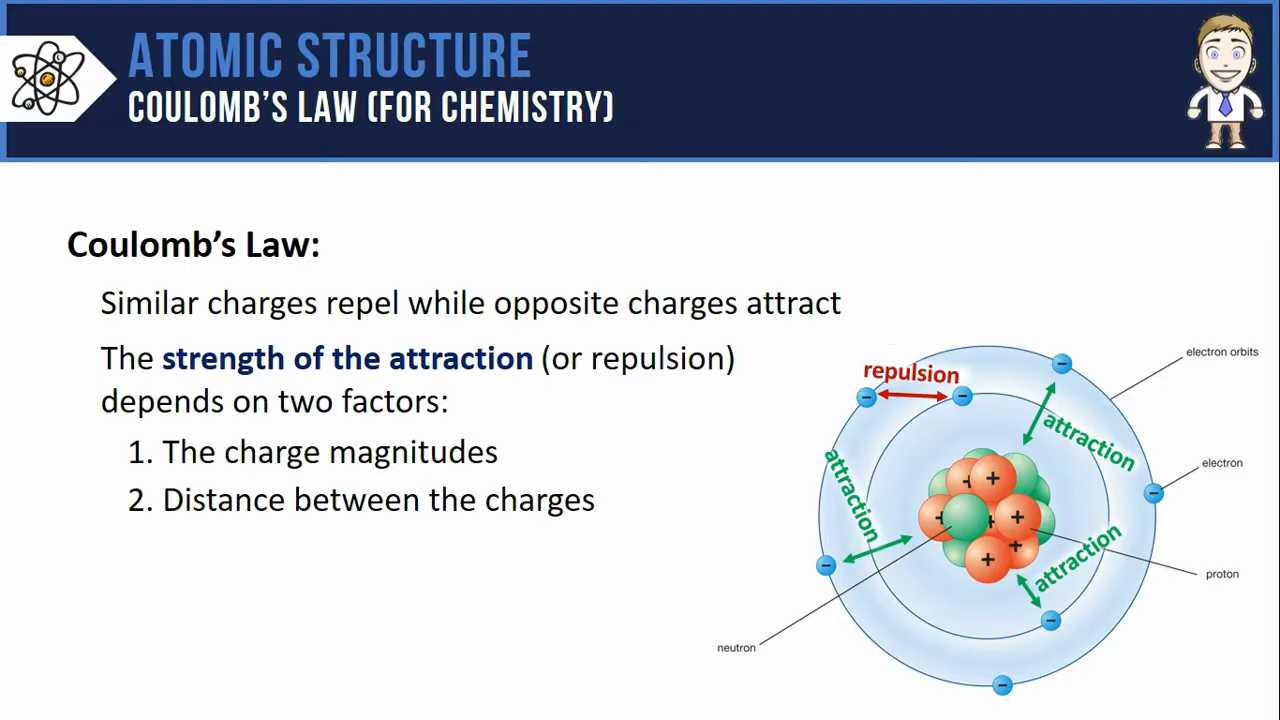 ATOMIC STRUCTURE
COULOMB'S LAW (FOR CHEMISTRY)
Coulomb's Law:
Similar charges repel while opposite charges attract
The strength of the attraction (or repulsion)
depends on two factors:
1. The charge magnitudes
2. Distance between the charges
electron orbits
repulsion
attraction
electron
attraction
attraction
proton
neutron